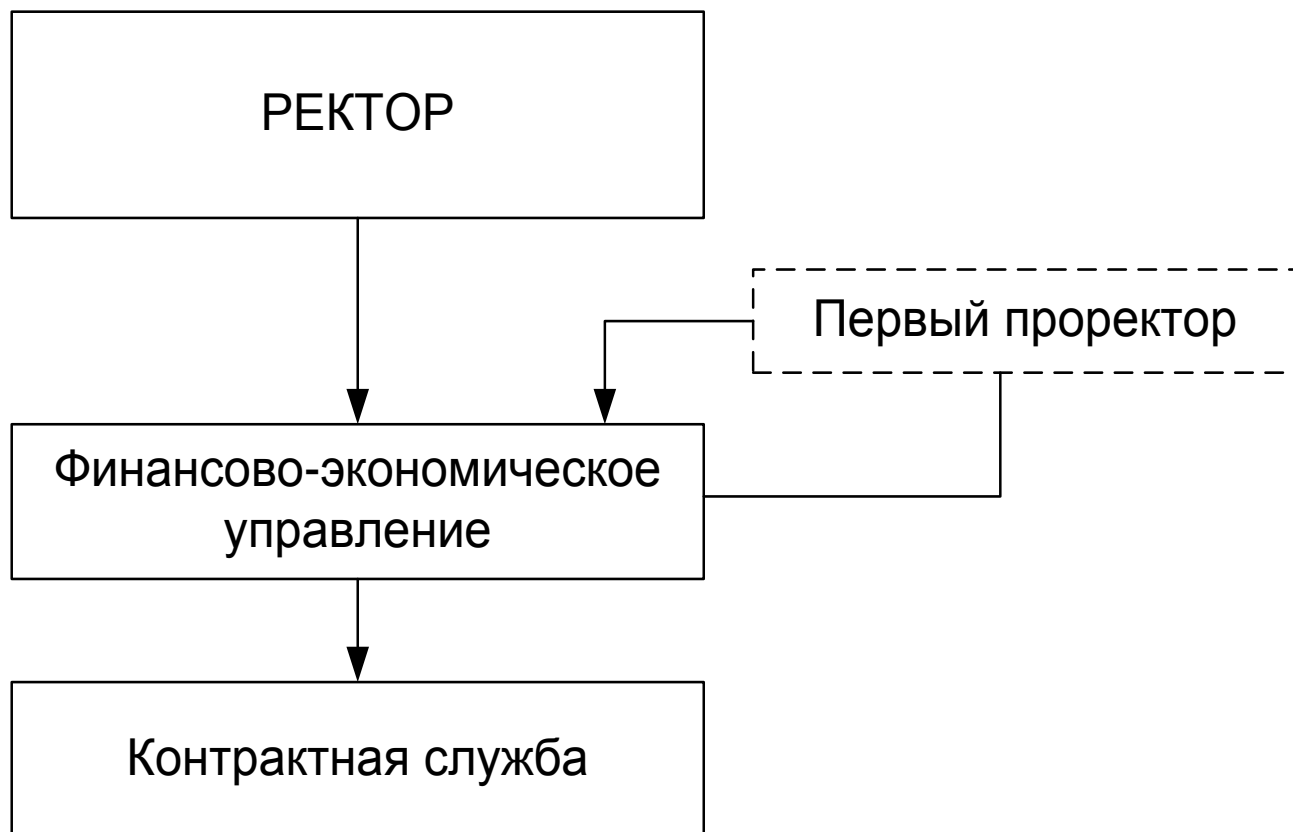 РЕКТОР
Первый проректор
Финансово-экономическое
управление
Контрактная служба